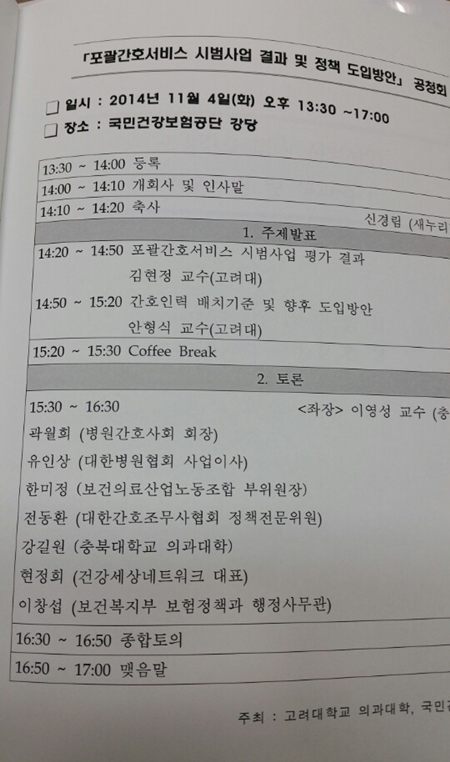 「포괄간호서비스 시범사업 결과 및 정책 도입방안」 공청회
□ 일시 : 2014년 11월 4일(화) 오후 13:30 ~17:00
□ 장소 : 국민건강보험공단 강당
13:30 ~ 14:00 등록
14:00 ~ 14:10 개회사 및 인사말
14:10 ~ 14:20 축사 신경림 (새누리
1. 주제발표
14:20 ~ 14:50 포괄간호서비스 시범사업 평가 결과
김현정 교수(고려대)
14:50 ~ 15:20 간호인력 배치기준 및 향후 도입방안
안형식 교수(고려대)
15:20 ~ 15:30 Coffee Break
2. 토론
15:30 ~ 16:30 <좌장> 이영성 교수 (충
곽월희 (병원간호사회 회장)
유인상 (대한병원협회 사업이사)
한미정 (보건의료산업노동조합 부위원장)
전동환 (대한간호조무사협회 정책전문위원)
강길원 (충북대학교 의과대학)
현정희 (건강세상네트워크 대표)
이창섭 (보건복지부 보험정책과 행정사무관)
16:30 ~ 16:50 종합토의
16:50 ~ 17:00 맺음말
주최 : 고려대학교 의과대학, 국민건